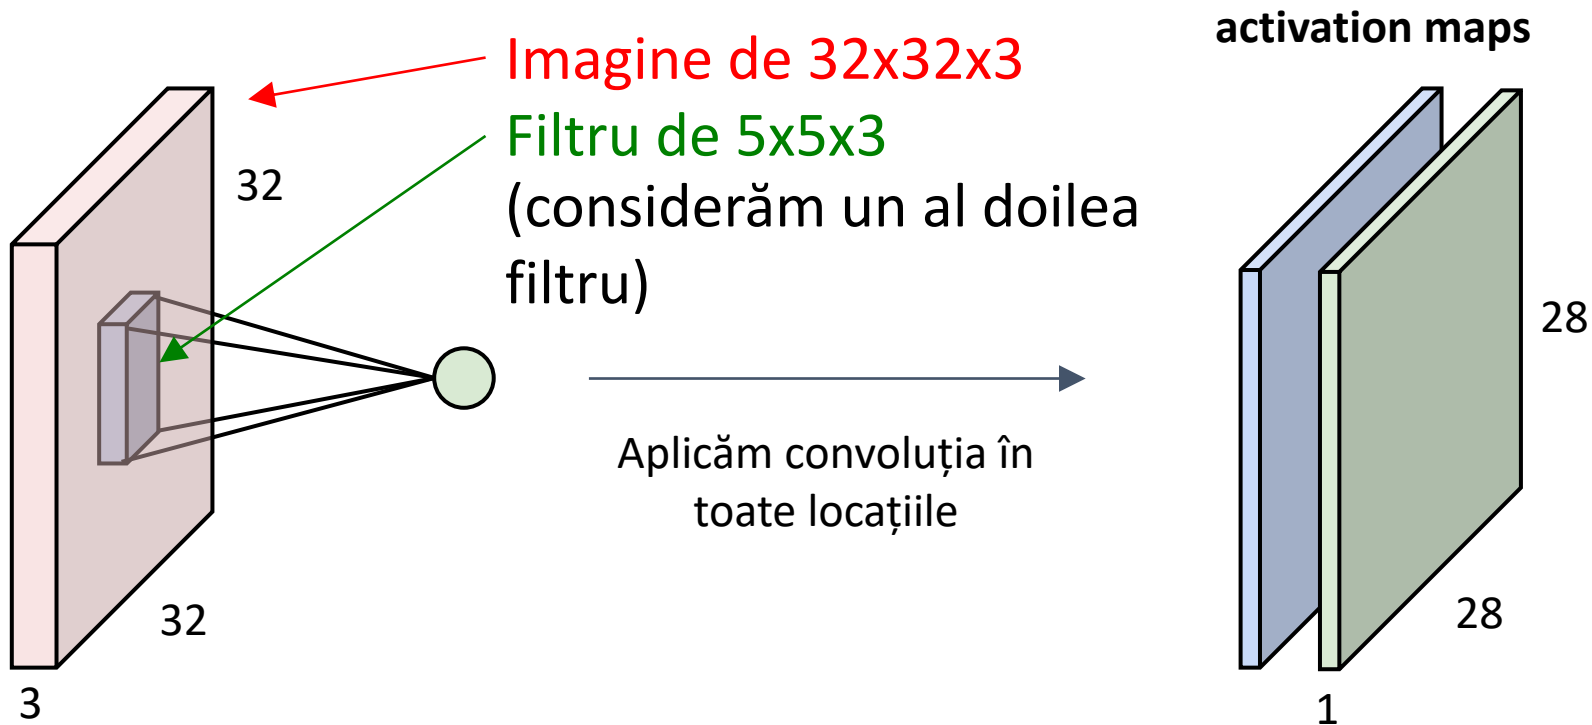 activation maps
Imagine de 32x32x3
Filtru de 5x5x3
(considerăm un al doilea
filtru)
32
28
Aplicăm convoluția în
toate locațiile
32
28
3
1